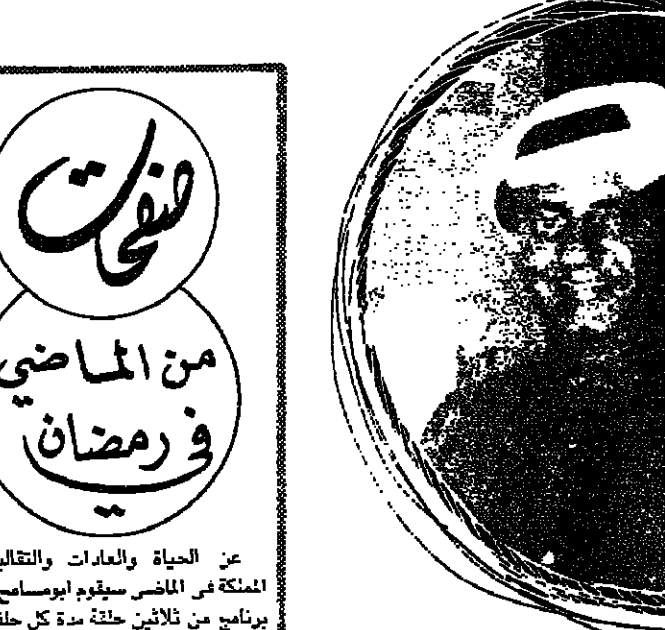 صفحات
من الماضي
في رمضان
عن الحياة والعادات والتقاليد
المملكة في الماضي سيقوم ابوسامح
برنامج من ثلاثين حلقة مدة كل حلقة